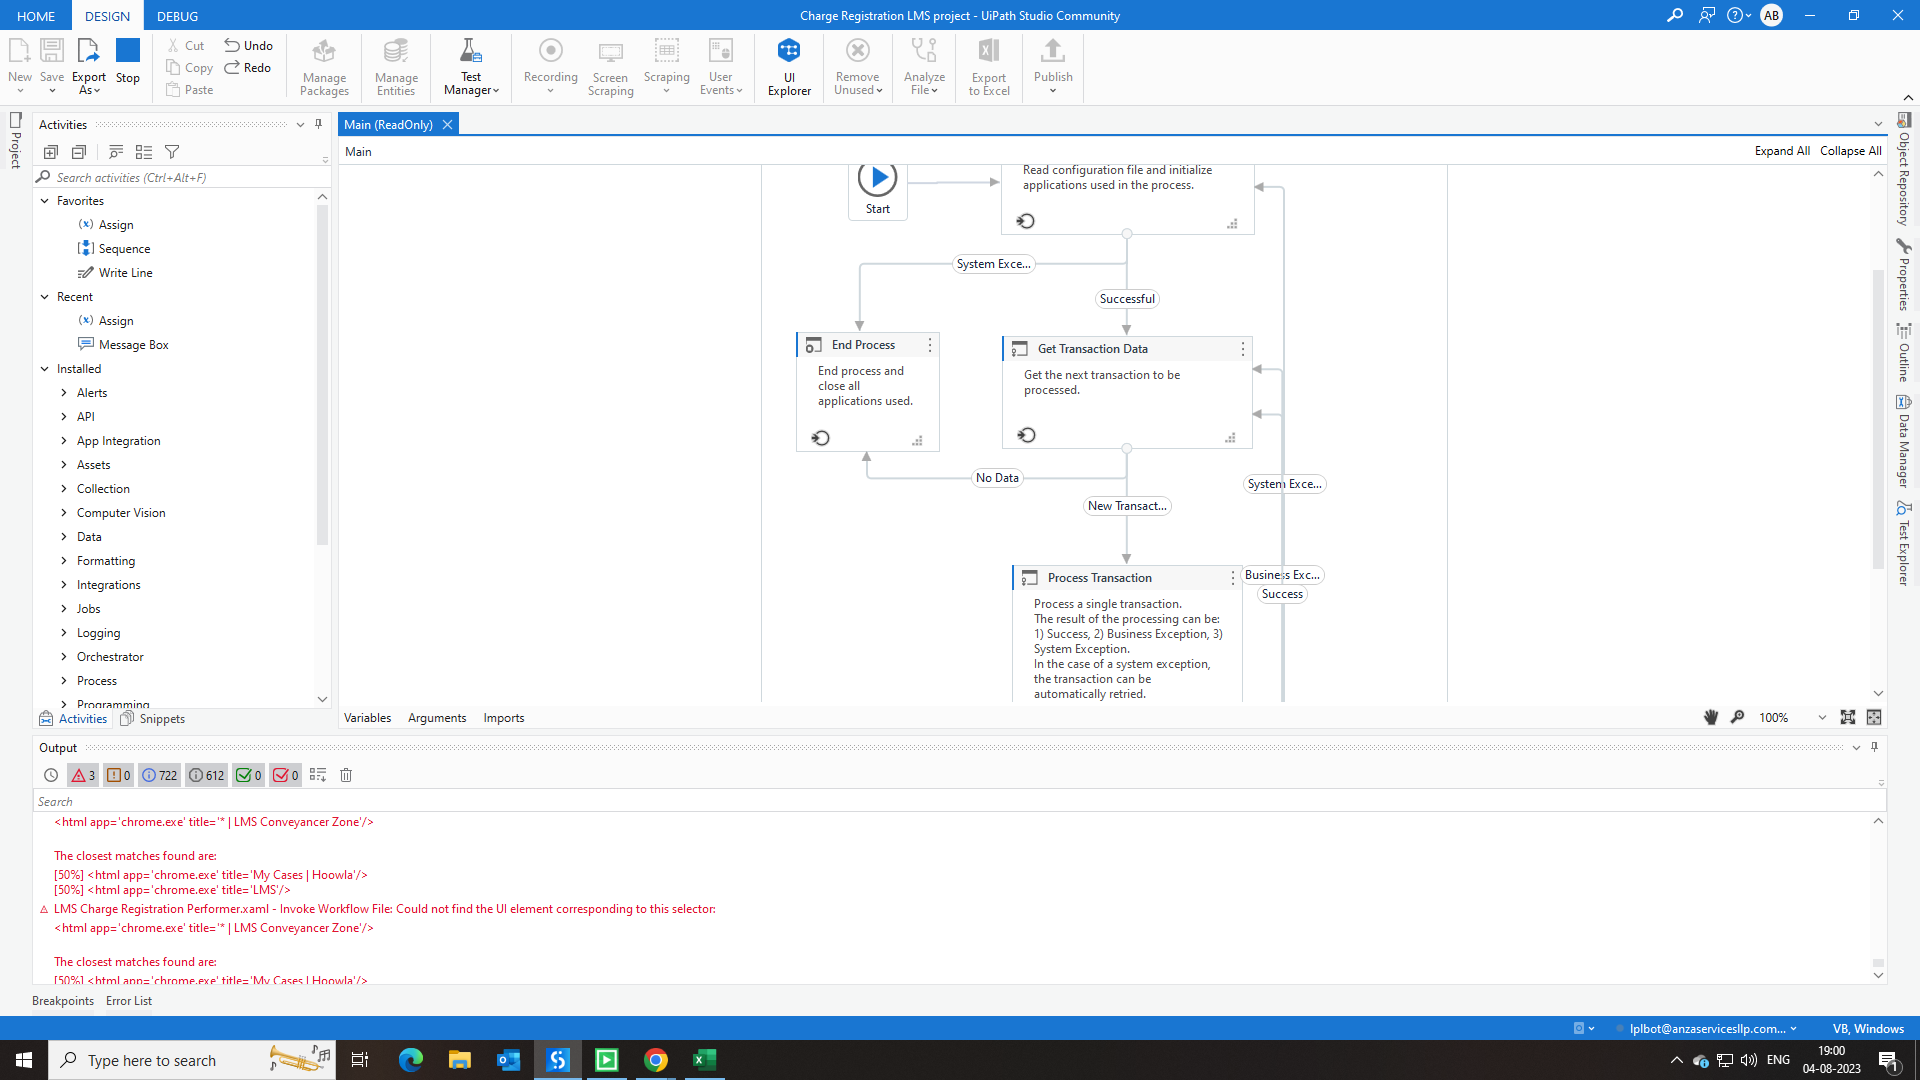 HOME DESIGN DEBUG
Charge Registration LMS project - UiPath Studio Community
AB
New Save Export As Stop
Cut Copy Paste
Undo Redo
Manage Packages
Manage Entities
Test Manager
Recording
Screen Scraping
Scraping
User Events
UI Explorer
Remove Unused
Analyze File
Export to Excel
Publish
Project
Activities
Search activities (Ctrl+Alt+F)
Favorites
Assign
Sequence
Write Line
Recent
Assign
Message Box
Installed
Alerts
API
App Integration
Assets
Collection
Computer Vision
Data
Formatting
Integrations
Jobs
Logging
Orchestrator
Process
Programming
Activities Snippets
Main (ReadOnly)
Main
Expand All Collapse All
Start
Read configuration file and initialize
applications used in the process.
System Exce...
Successful
End Process
End process and
close all
applications used.
Get Transaction Data
Get the next transaction to be
processed.
No Data
New Transact...
System Exce...
Business Exc...
Success
Process Transaction
Process a single transaction.
The result of the processing can be:
1) Success, 2) Business Exception, 3)
System Exception.
In the case of a system exception,
the transaction can be
automatically retried.
Variables Arguments Imports
100%
Object Repository
Properties
Outline
Data Manager
Test Explorer
Output
3 0 722 612 0 0
Search
<html app='chrome.exe' title='* | LMS Conveyancer Zone'/>
The closest matches found are:
[50%] <html app='chrome.exe' title='My Cases | Hoowla'/>
[50%] <html app='chrome.exe' title='LMS'/>
LMS Charge Registration Performer.xaml - Invoke Workflow File: Could not find the UI element corresponding to this selector:
<html app='chrome.exe' title='* | LMS Conveyancer Zone'/>
The closest matches found are:
[50%] <html app='chrome.exe' title='My Cases | Hoowla'/>
Breakpoints Error List
lplbot@anzaservicesllp.com... VB, Windows
Type here to search
ENG
19:00
04-08-2023
1